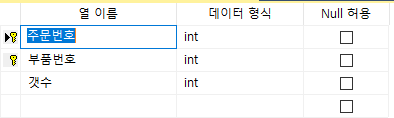 열 이름 데이터 형식 Null 허용
주문번호 int
부품번호 int
갯수 int